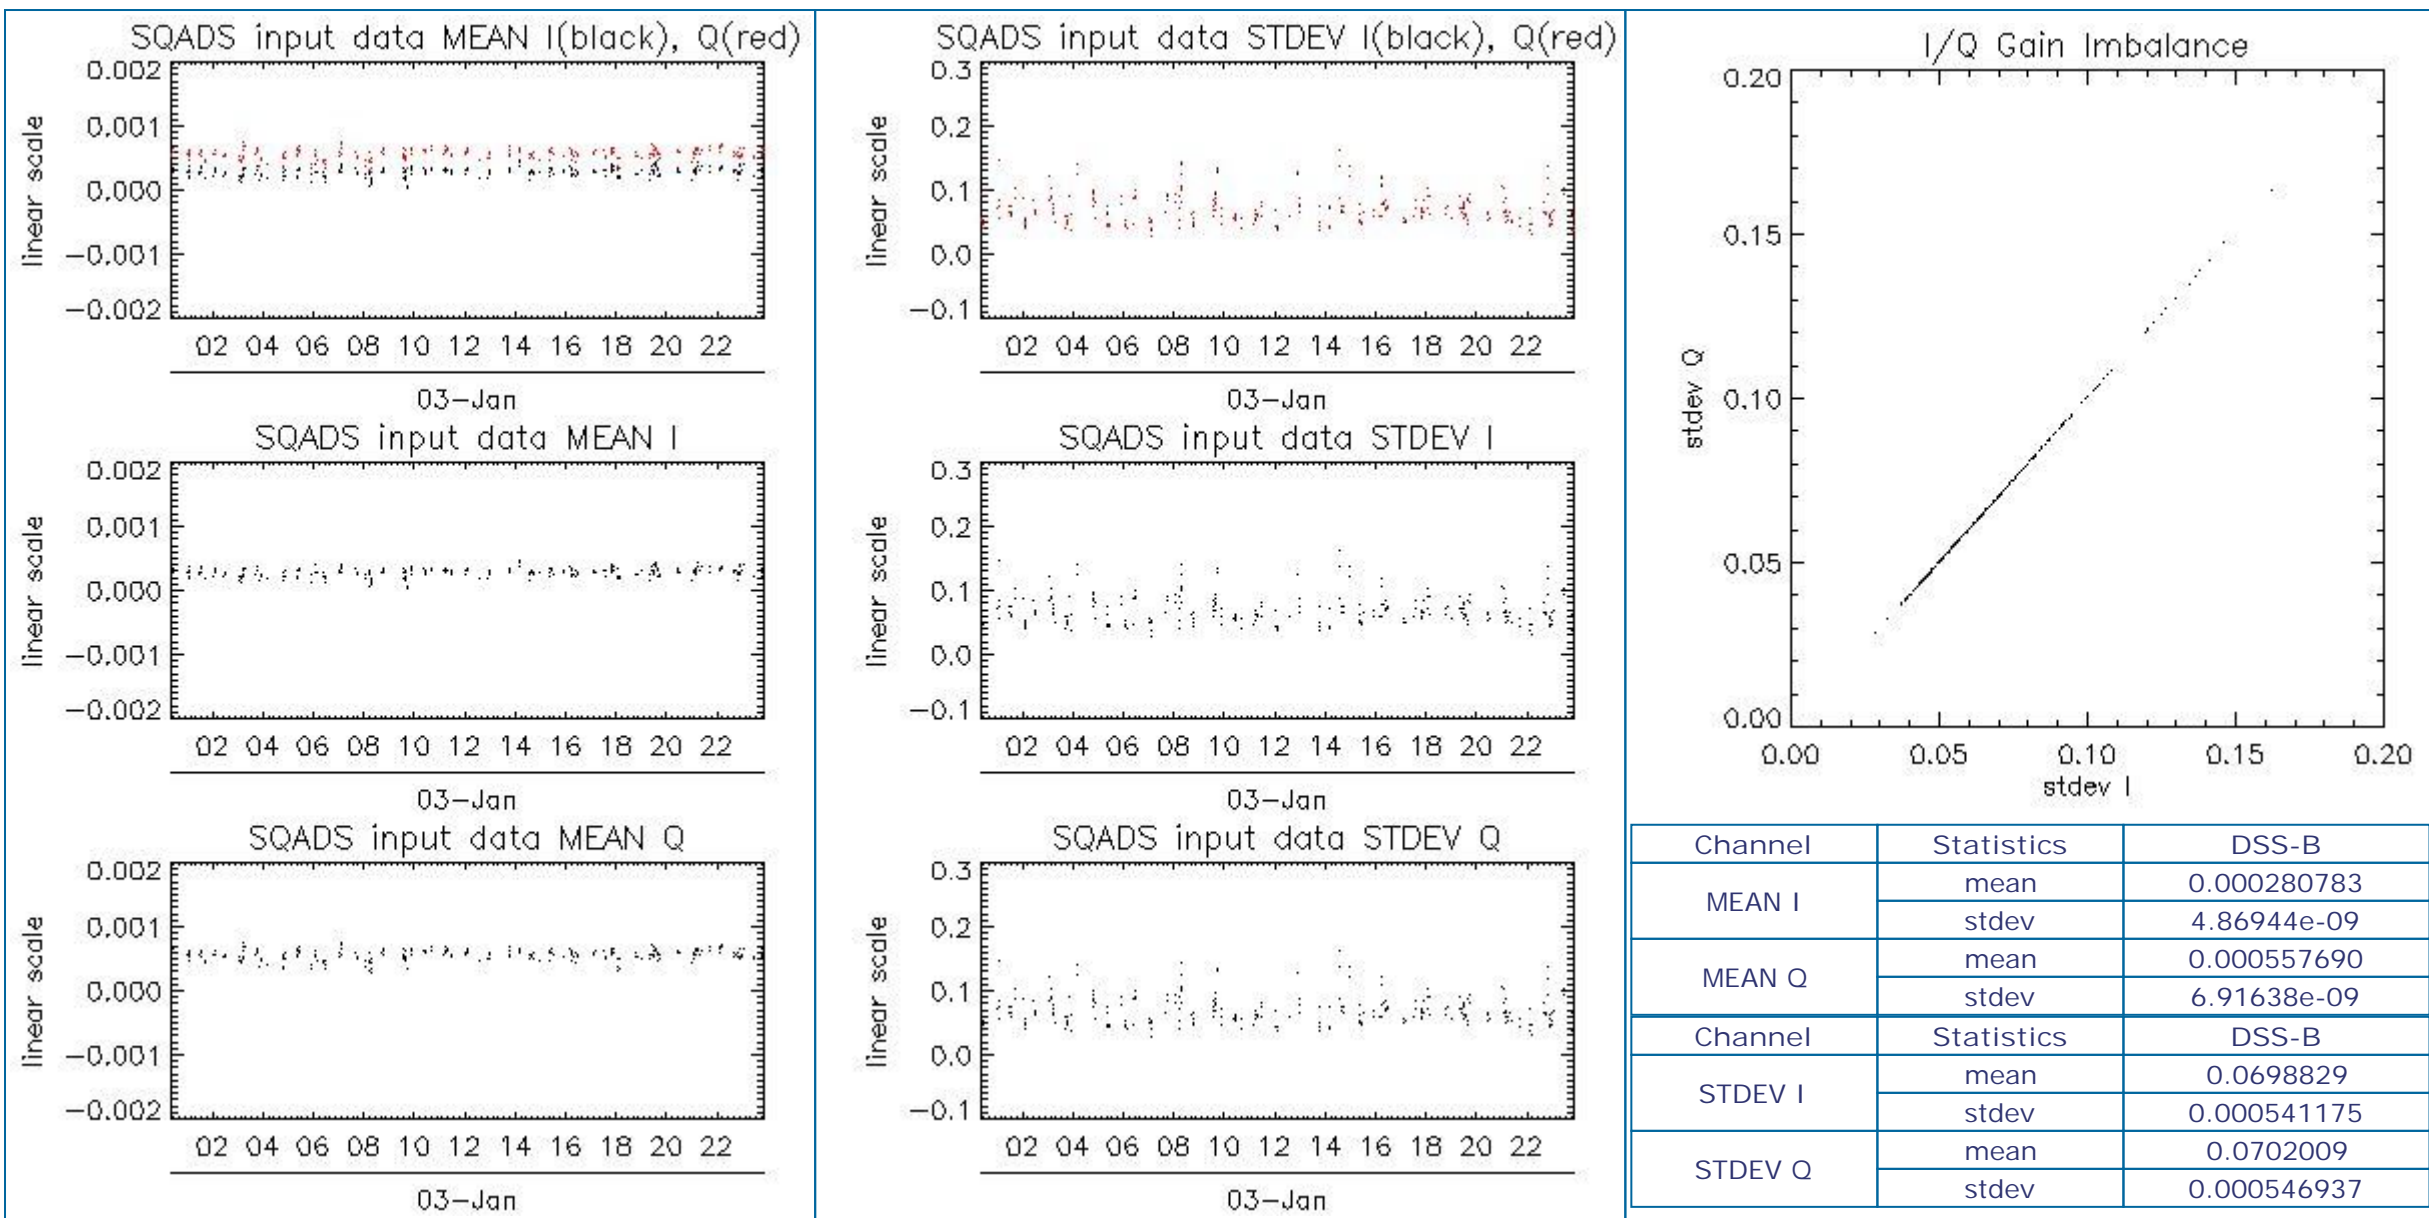 SQADS input data MEAN I(black), Q(red)
0.002
0.001
0.000
−0.001
−0.002
linear scale
02 04 06 08 10 12 14 16 18 20 22
03−Jan
SQADS input data MEAN I
0.002
0.001
0.000
−0.001
−0.002
linear scale
02 04 06 08 10 12 14 16 18 20 22
03−Jan
SQADS input data MEAN Q
0.002
0.001
0.000
−0.001
−0.002
linear scale
02 04 06 08 10 12 14 16 18 20 22
03−Jan
SQADS input data STDEV I(black), Q(red)
0.3
0.2
0.1
0.0
−0.1
linear scale
02 04 06 08 10 12 14 16 18 20 22
03−Jan
SQADS input data STDEV I
0.3
0.2
0.1
0.0
−0.1
linear scale
02 04 06 08 10 12 14 16 18 20 22
03−Jan
SQADS input data STDEV Q
0.3
0.2
0.1
0.0
−0.1
linear scale
02 04 06 08 10 12 14 16 18 20 22
03−Jan
I/Q Gain Imbalance
0.20
0.15
0.10
0.05
0.00
stdev Q
0.00 0.05 0.10 0.15 0.20
stdev I
Channel Statistics DSS-B
MEAN I mean 0.000280783
stdev 4.86944e-09
MEAN Q mean 0.000557690
stdev 6.91638e-09
Channel Statistics DSS-B
STDEV I mean 0.0698829
stdev 0.000541175
STDEV Q mean 0.0702009
stdev 0.000546937